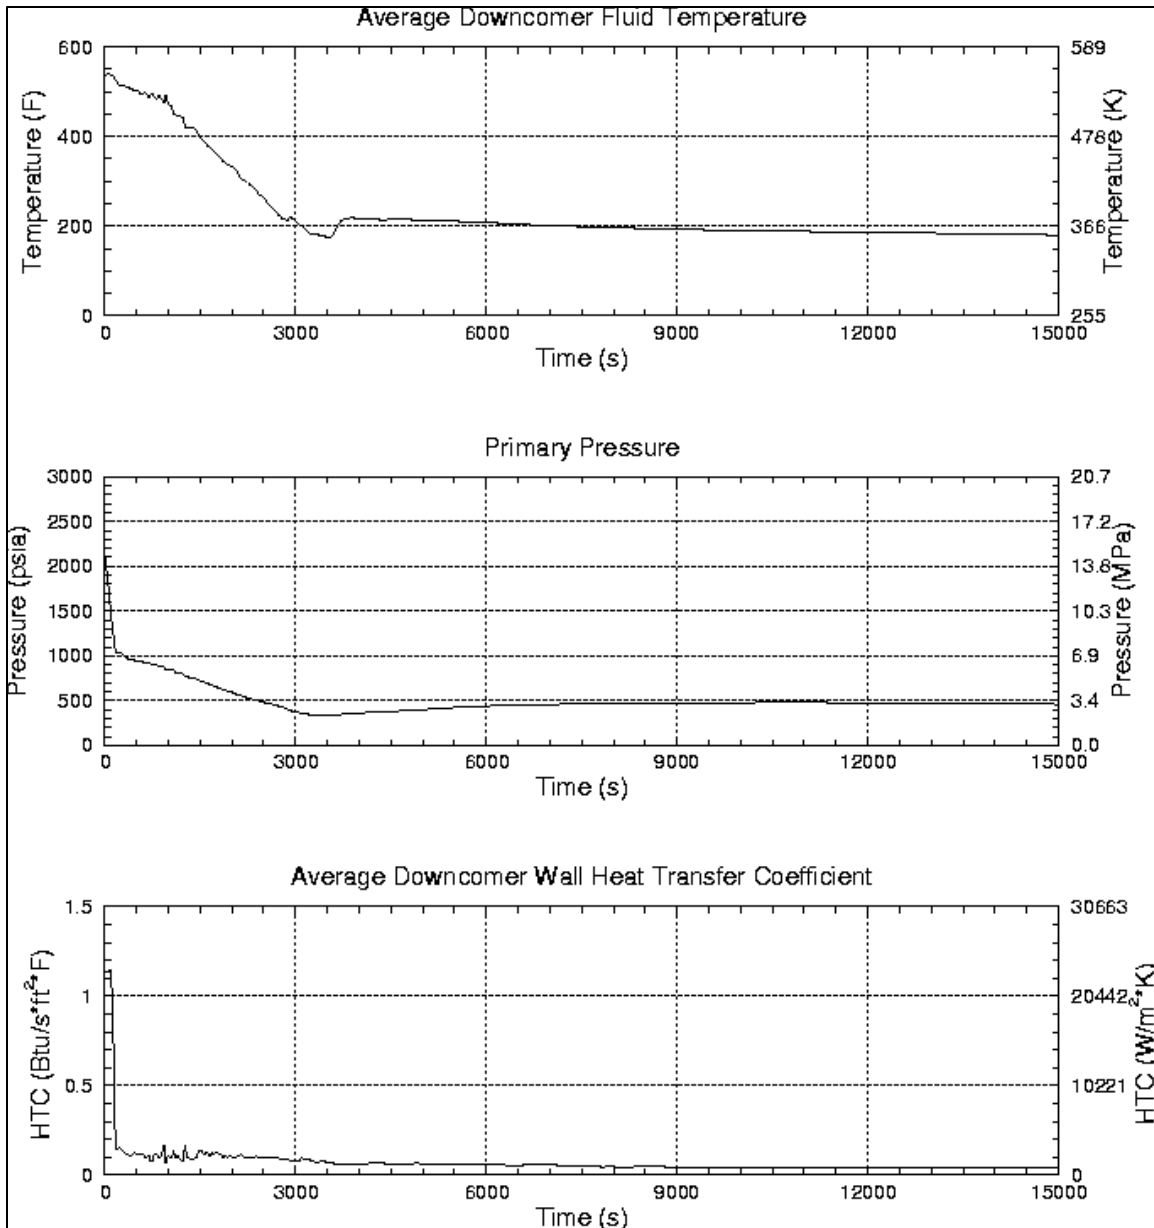 Average Downcomer Fluid Temperature
600 589
400 478
200 366
0 255
Temperature (F)
Temperature (K)
0 3000 6000 9000 12000 15000
Time (s)
Primary Pressure
3000 20.7
2500 17.2
2000 13.8
1500 10.3
1000 6.9
500 3.4
0 0.0
Pressure (psia)
Pressure (MPa)
0 3000 6000 9000 12000 15000
Time (s)
Average Downcomer Wall Heat Transfer Coefficient
1.5 30663
1 20442
0.5 10221
0 0
HTC (Btu/s*ft²*F)
HTC (W/m²*K)
0 3000 6000 9000 12000 15000
Time (s)